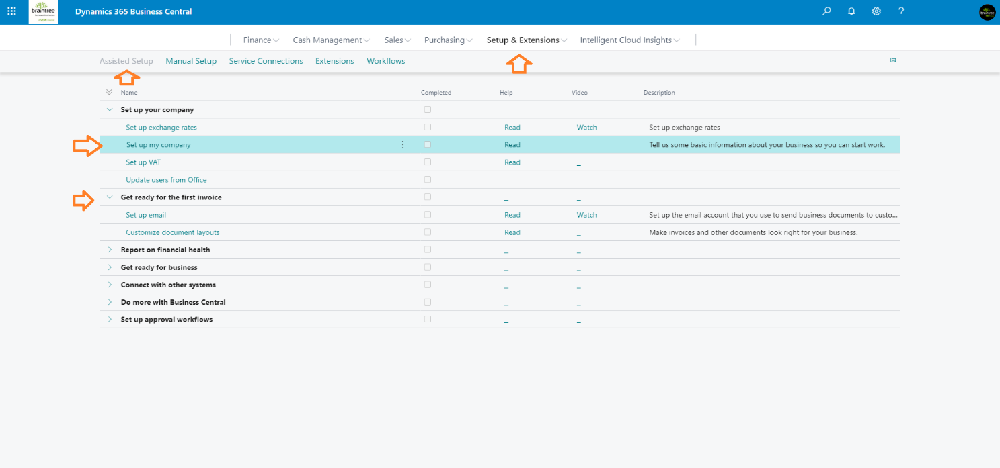 braintree
Dynamics 365 Business Central
?
braintree
Finance Cash Management Sales Purchasing Setup & Extensions Intelligent Cloud Insights
Assisted Setup Manual Setup Service Connections Extensions Workflows
Name Completed Help Video Description
Set up your company _ _
Set up exchange rates Read Watch Set up exchange rates
Set up my company Read _ Tell us some basic information about your business so you can start work.
Set up VAT Read _
Update users from Office _ _
Get ready for the first invoice _ _
Set up email Read Watch Set up the email account that you use to send business documents to custo...
Customize document layouts Read _ Make invoices and other documents look right for your business.
Report on financial health _ _
Get ready for business _ _
Connect with other systems _ _
Do more with Business Central _ _
Set up approval workflows _ _